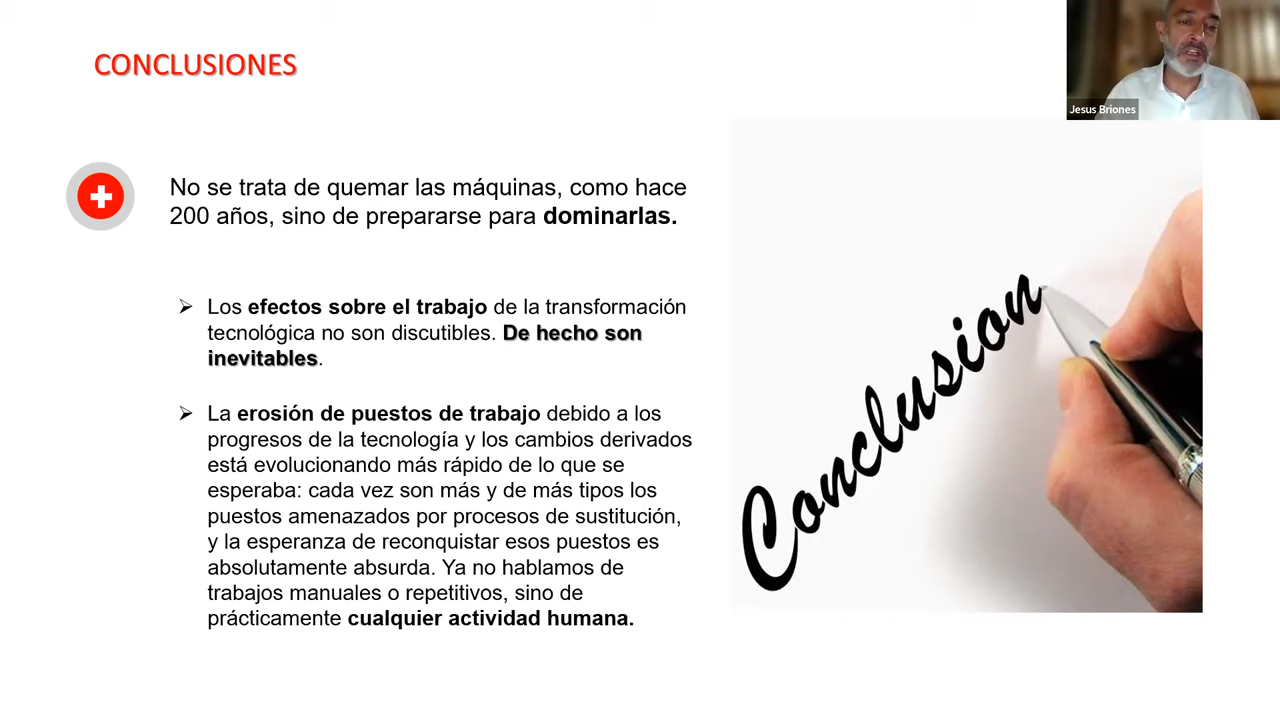 CONCLUSIONES
Jesus Briones
No se trata de quemar las máquinas, como hace
200 años, sino de prepararse para dominarlas.
Los efectos sobre el trabajo de la transformación
tecnológica no son discutibles. De hecho son
inevitables.
La erosión de puestos de trabajo debido a los
progresos de la tecnología y los cambios derivados
está evolucionando más rápido de lo que se
esperaba: cada vez son más y de más tipos los
puestos amenazados por procesos de sustitución,
y la esperanza de reconquistar esos puestos es
absolutamente absurda. Ya no hablamos de
trabajos manuales o repetitivos, sino de
prácticamente cualquier actividad humana.
Conclusion